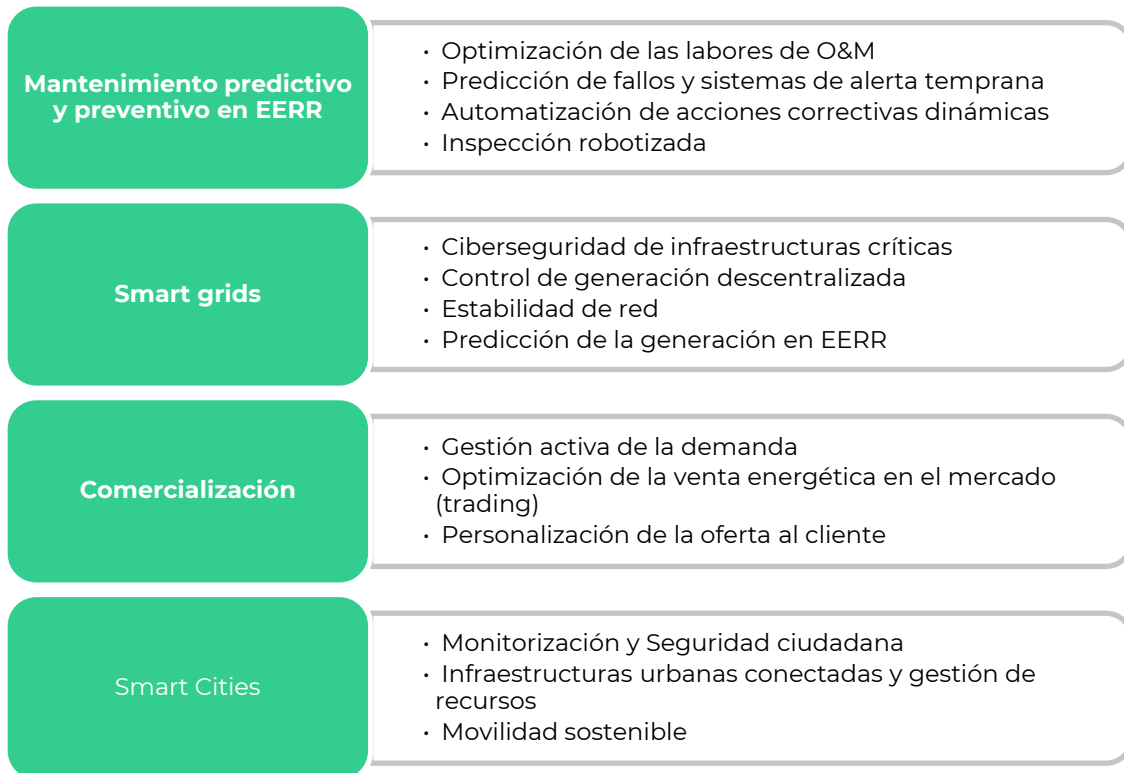 Mantenimiento predictivo
y preventivo en EERR
· Optimización de las labores de O&M
· Predicción de fallos y sistemas de alerta temprana
· Automatización de acciones correctivas dinámicas
· Inspección robotizada
Smart grids
· Ciberseguridad de infraestructuras críticas
· Control de generación descentralizada
· Estabilidad de red
· Predicción de la generación en EERR
Comercialización
· Gestión activa de la demanda
· Optimización de la venta energética en el mercado
(trading)
· Personalización de la oferta al cliente
Smart Cities
· Monitorización y Seguridad ciudadana
· Infraestructuras urbanas conectadas y gestión de
recursos
· Movilidad sostenible